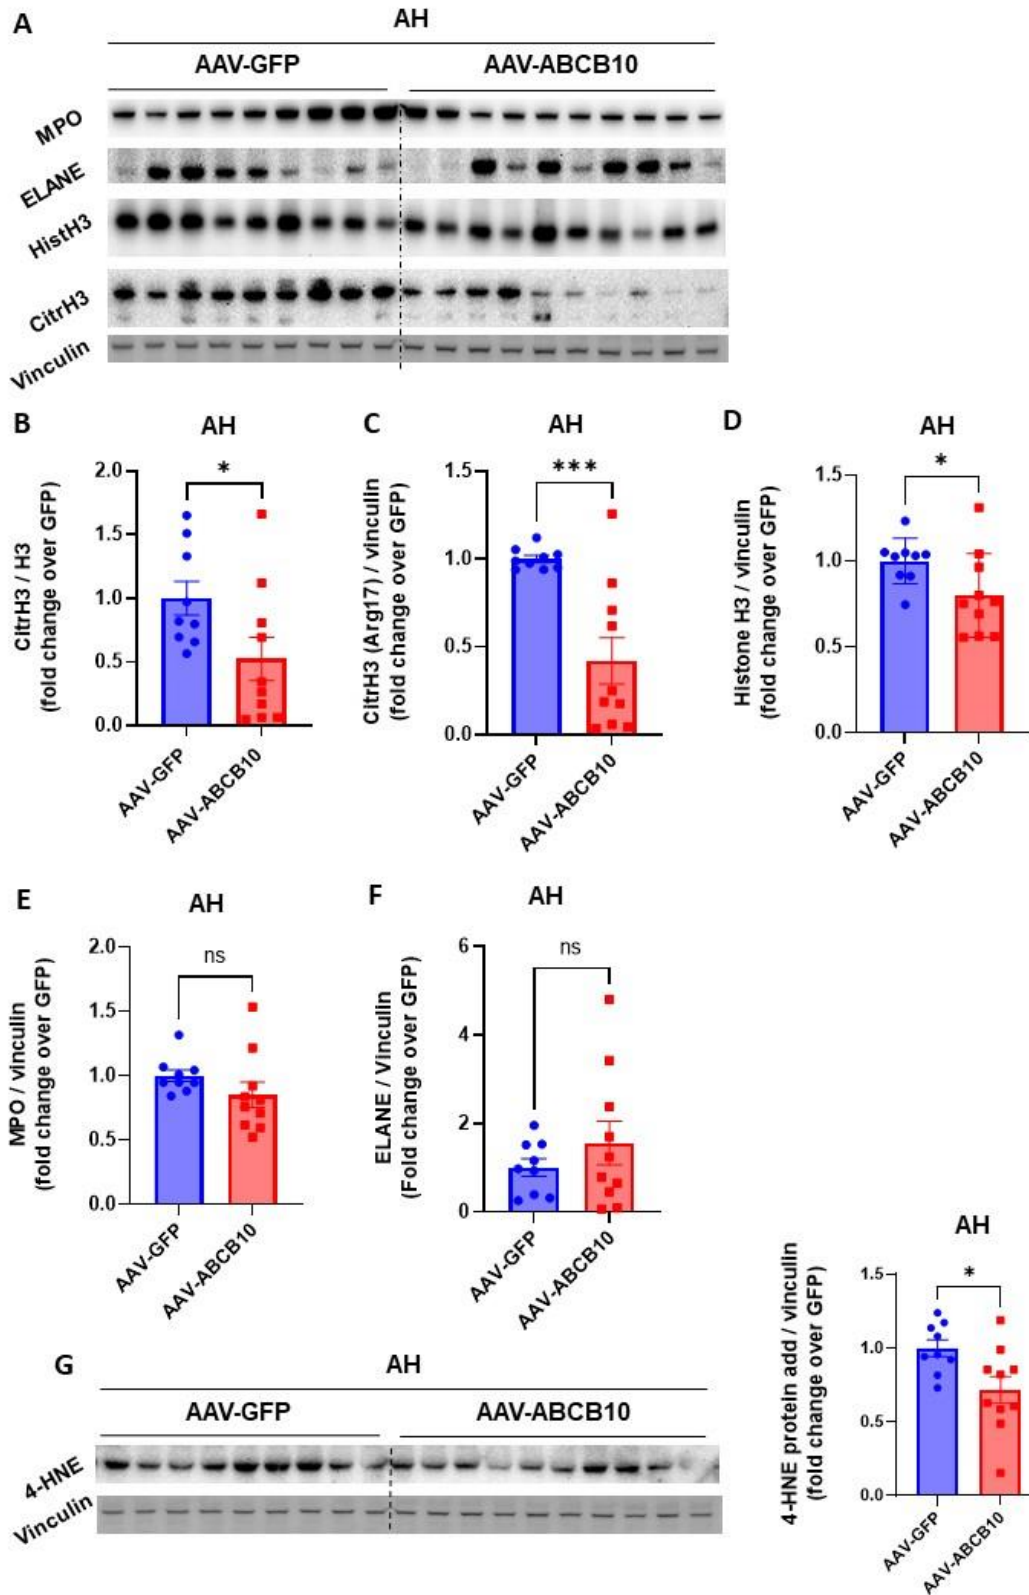 A
AH
AAV-GFP AAV-ABCB10
MPO
ELANE
HistH3
CitrH3
Vinculin
B
AH
*
CitrH3 / H3
(fold change over GFP)
2.0
1.5
1.0
0.5
0.0
AAV-GFP
AAV-ABCB10
C
AH
***
CitrH3 (Arg17) / vinculin
(fold change over GFP)
1.5
1.0
0.5
0.0
AAV-GFP
AAV-ABCB10
D
AH
*
Histone H3 / vinculin
(fold change over GFP)
1.5
1.0
0.5
0.0
AAV-GFP
AAV-ABCB10
E
AH
ns
MPO / vinculin
(fold change over GFP)
2.0
1.5
1.0
0.5
0.0
AAV-GFP
AAV-ABCB10
F
AH
ns
ELANE / Vinculin
(Fold change over GFP)
6
4
2
0
AAV-GFP
AAV-ABCB10
G
AH
AAV-GFP AAV-ABCB10
4-HNE
Vinculin
AH
*
4-HNE protein add / vinculin
(fold change over GFP)
1.5
1.0
0.5
0.0
AAV-GFP
AAV-ABCB10